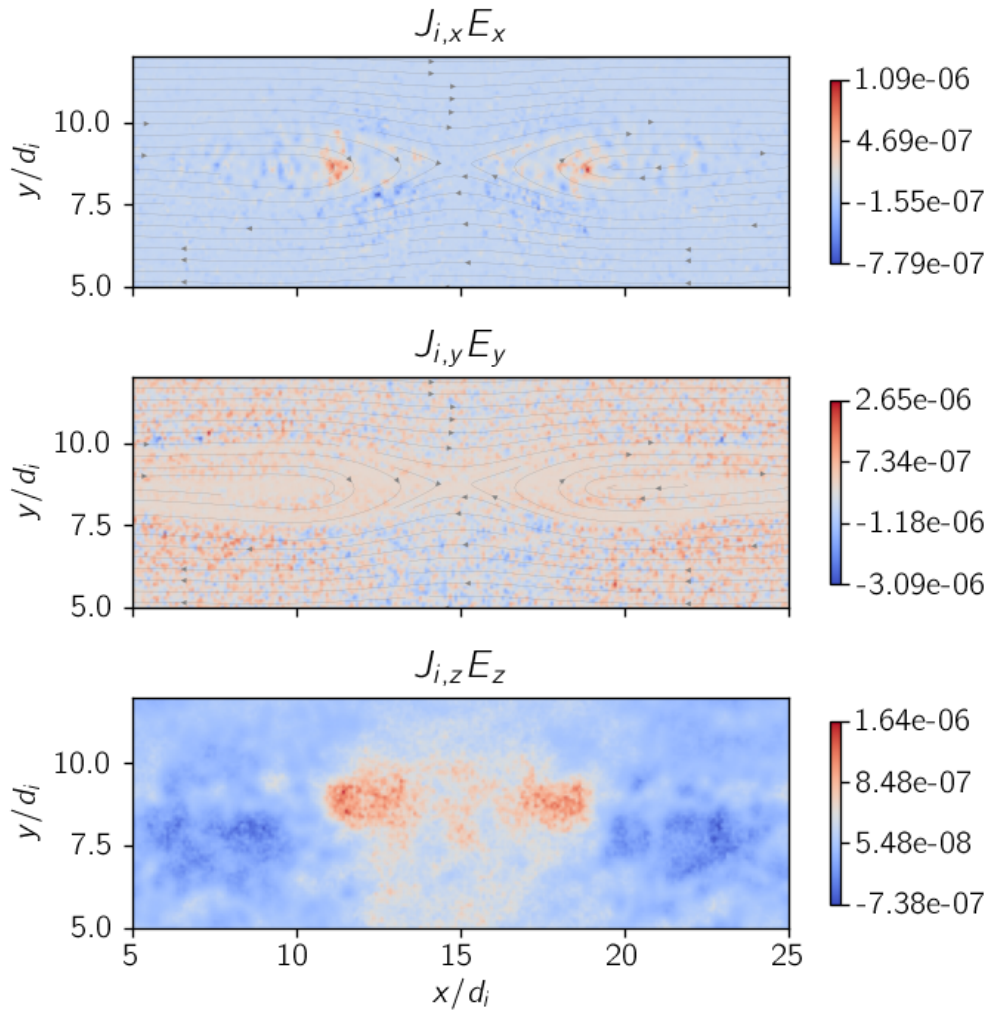 J_{i,x}E_x
y/d_i
10.0
7.5
5.0
1.09e-06
4.69e-07
-1.55e-07
-7.79e-07
J_{i,y}E_y
y/d_i
10.0
7.5
5.0
2.65e-06
7.34e-07
-1.18e-06
-3.09e-06
J_{i,z}E_z
y/d_i
10.0
7.5
5.0
5
10
15
20
25
x/d_i
1.64e-06
8.48e-07
5.48e-08
-7.38e-07